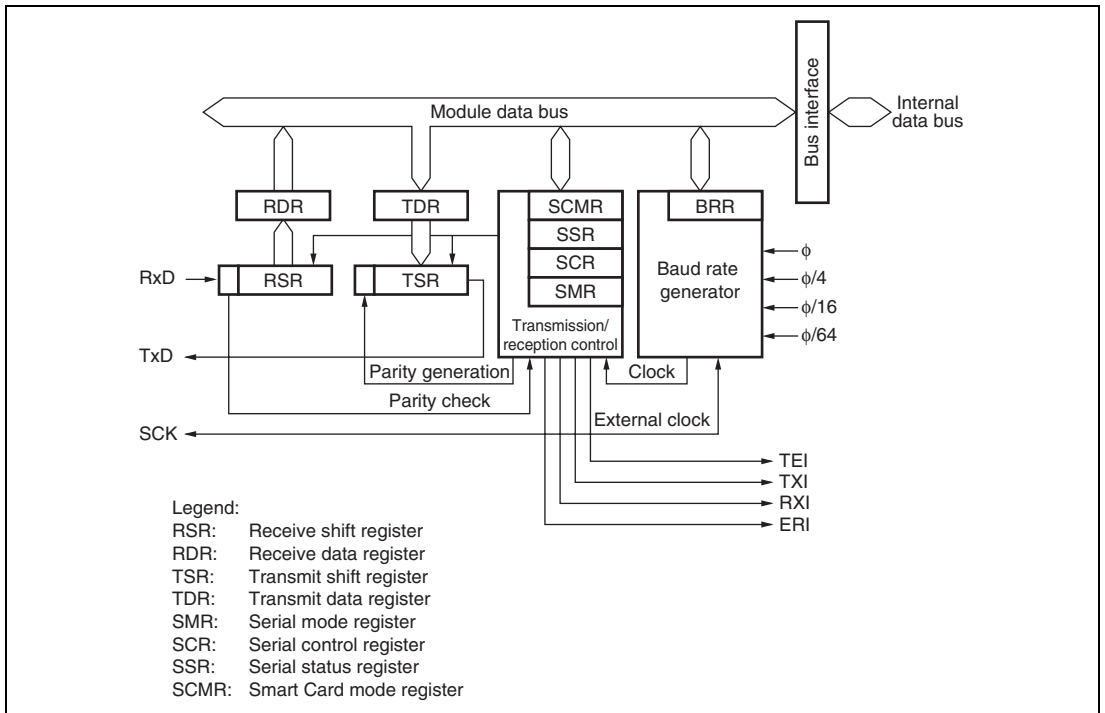 Module data bus
Bus interface
Internal
data bus
RDR
TDR
SCMR
BRR
SSR
SCR
SMR
RSR
TSR
Baud rate
generator
ϕ
ϕ/4
ϕ/16
ϕ/64
RxD
Transmission/
reception control
TxD
Parity generation
Clock
Parity check
External clock
SCK
TEI
TXI
RXI
ERI
Legend:
RSR: Receive shift register
RDR: Receive data register
TSR: Transmit shift register
TDR: Transmit data register
SMR: Serial mode register
SCR: Serial control register
SSR: Serial status register
SCMR: Smart Card mode register